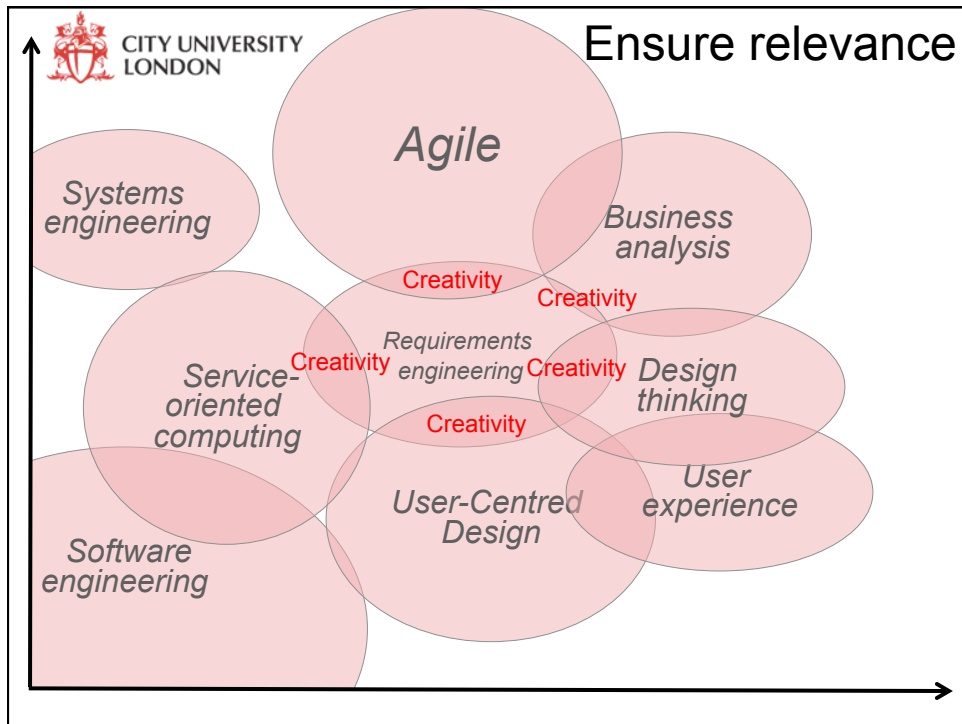 CITY UNIVERSITY
LONDON
Ensure relevance
Agile
Systems
engineering
Business
analysis
Creativity
Creativity
Requirements
engineering
Creativity
Creativity
Service-
oriented
computing
Design
thinking
Creativity
User-Centred
Design
User
experience
Software
engineering